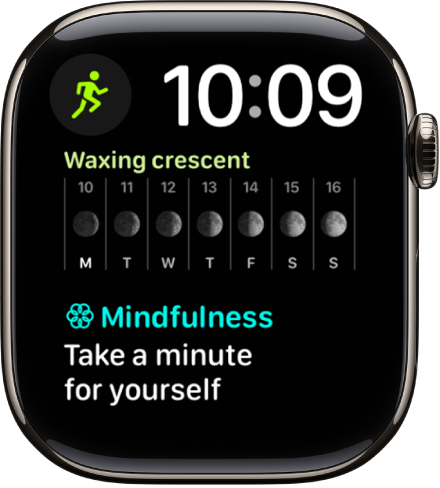 10:09
Waxing crescent
10 11 12 13 14 15 16
M T W T F S S
Mindfulness
Take a minute
for yourself